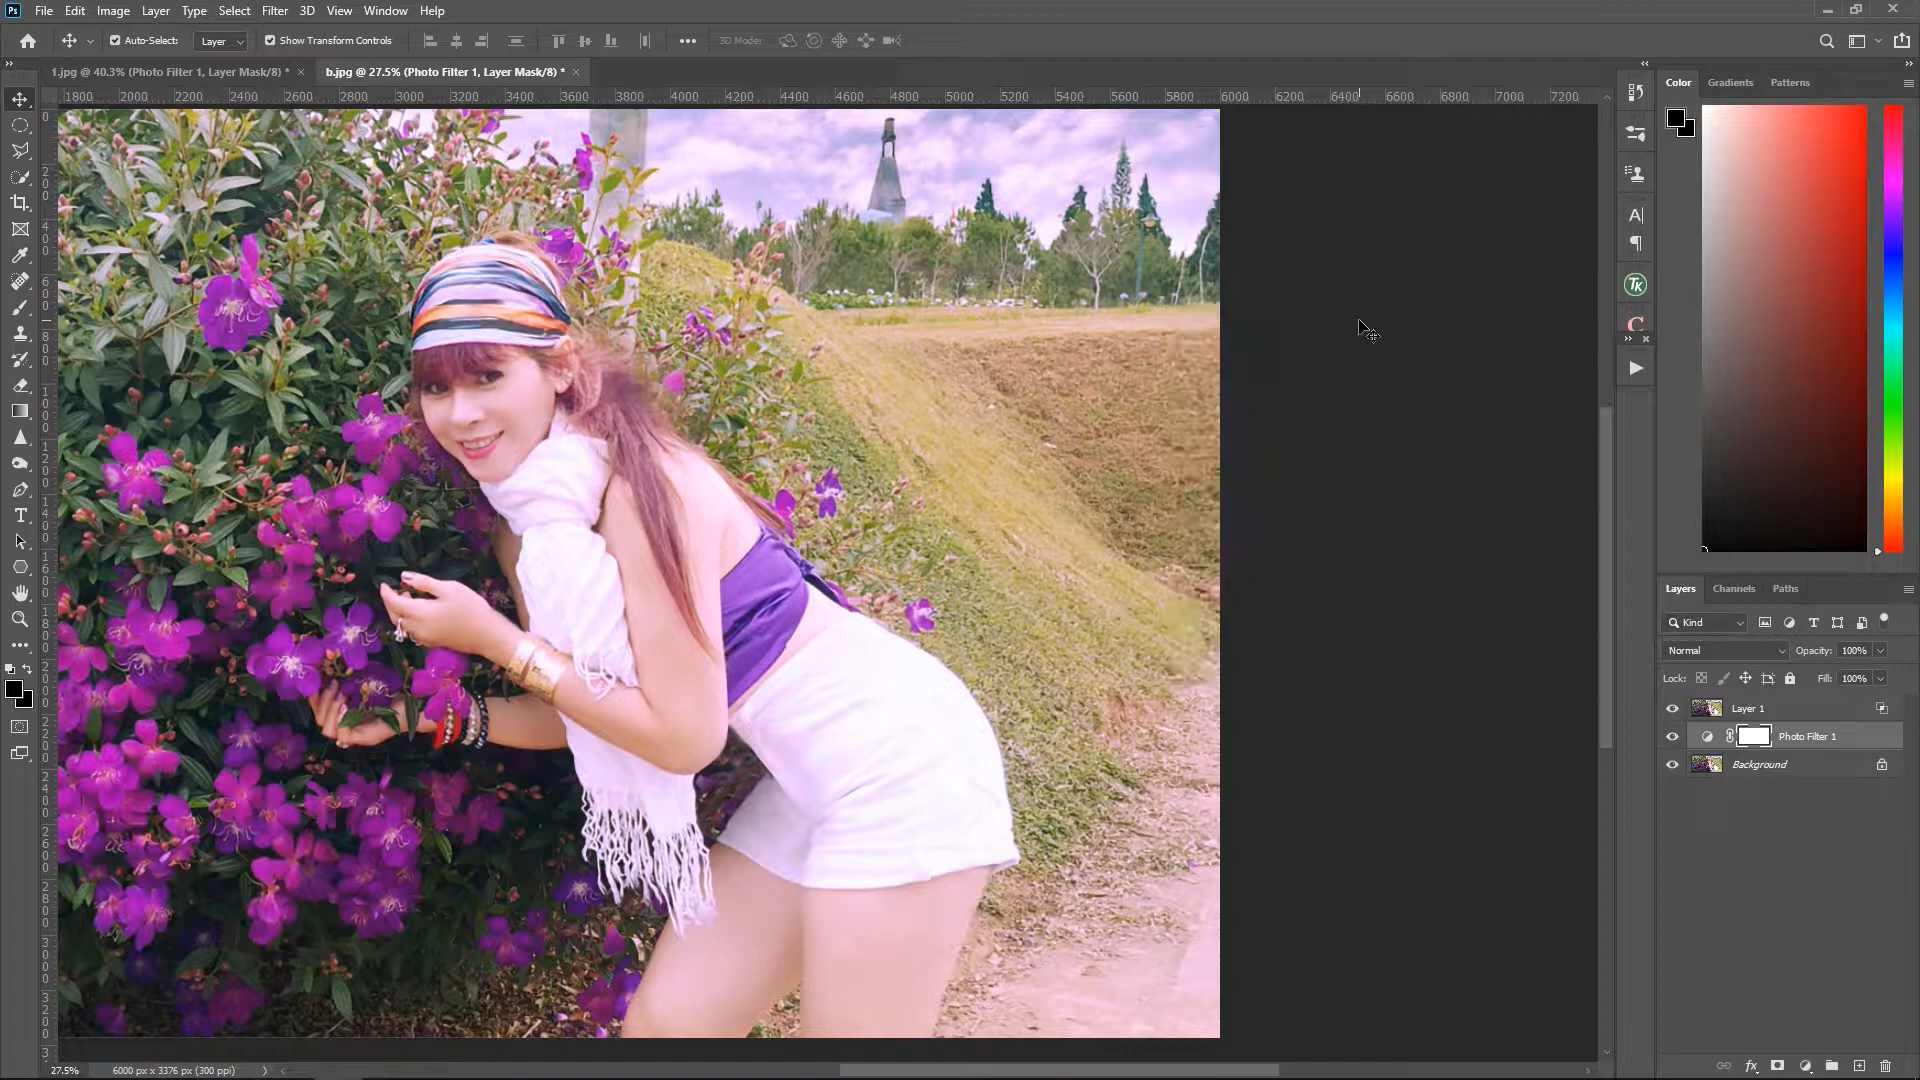 Ps File Edit Image Layer Type Select Filter 3D View Window Help
Auto-Select: Layer Show Transform Controls 3D Mode:
1.jpg @ 40.3% (Photo Filter 1, Layer Mask/8) * × b.jpg @ 27.5% (Photo Filter 1, Layer Mask/8) * ×
1800 2000 2200 2400 2600 2800 3000 3200 3400 3600 3800 4000 4200 4400 4600 4800 5000 5200 5400 5600 5800 6000 6200 6400 6600 6800 7000 7200
Color Gradients Patterns
A
TK
C
Layers Channels Paths
Kind
Normal Opacity: 100%
Lock: Fill: 100%
Layer 1
Photo Filter 1
Background
fx
27.5% 6000 px x 3376 px (300 ppi)